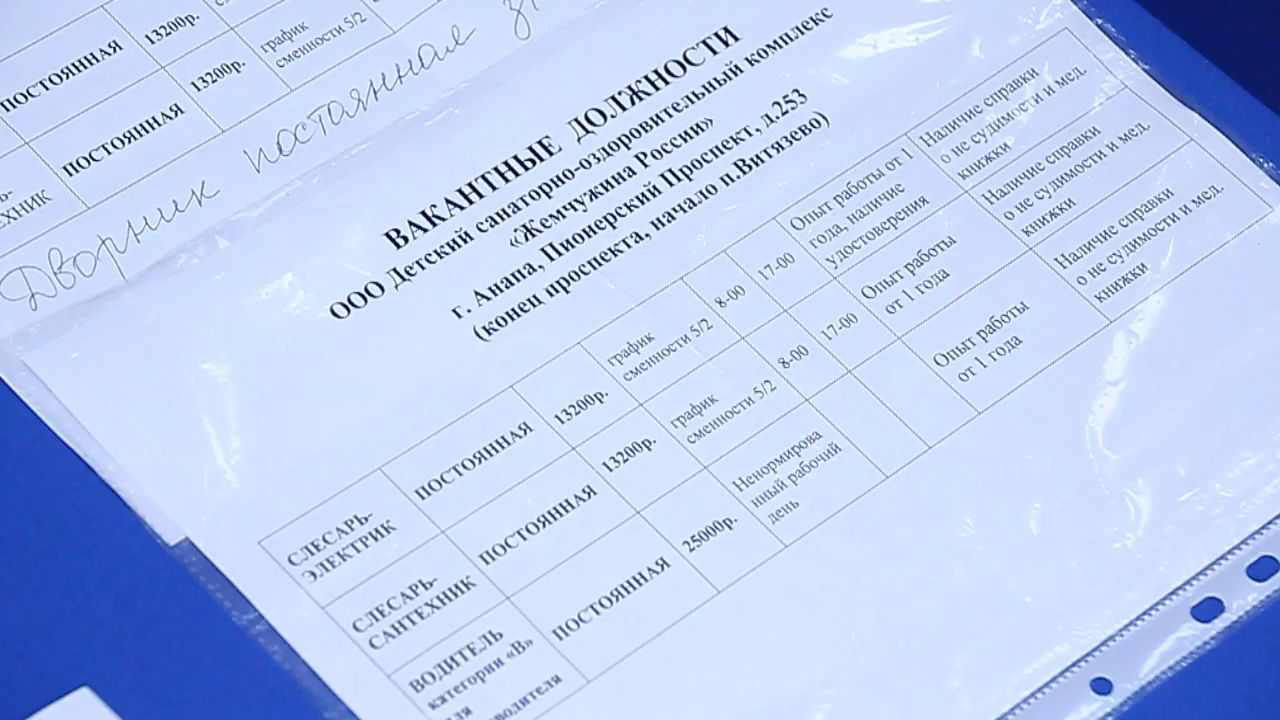 ПОСТОЯННАЯ 13200р.
график
сменности 5/2
ПОСТОЯННАЯ 13200р.
Дворник постоянная
ВАКАНТНЫЕ ДОЛЖНОСТИ
ООО Детский санаторно-оздоровительный комплекс
«Жемчужина России»
г. Анапа, Пионерский Проспект, д.253
(конец проспекта, начало п.Витязево)
СЛЕСАРЬ-
ЭЛЕКТРИК
ПОСТОЯННАЯ
13200р.
график
сменности 5/2
8-00
17-00
Опыт работы от 1
года, наличие
удостоверения
Наличие справки
о не судимости и мед.
книжки
СЛЕСАРЬ-
САНТЕХНИК
ПОСТОЯННАЯ
13200р.
график
сменности 5/2
8-00
17-00
Опыт работы
от 1 года
Наличие справки
о не судимости и мед.
книжки
ВОДИТЕЛЬ
категории «В»
ПОСТОЯННАЯ
25000р.
Ненормирова
нный рабочий
день
Опыт работы
от 1 года
Наличие справки
о не судимости и мед.
книжки